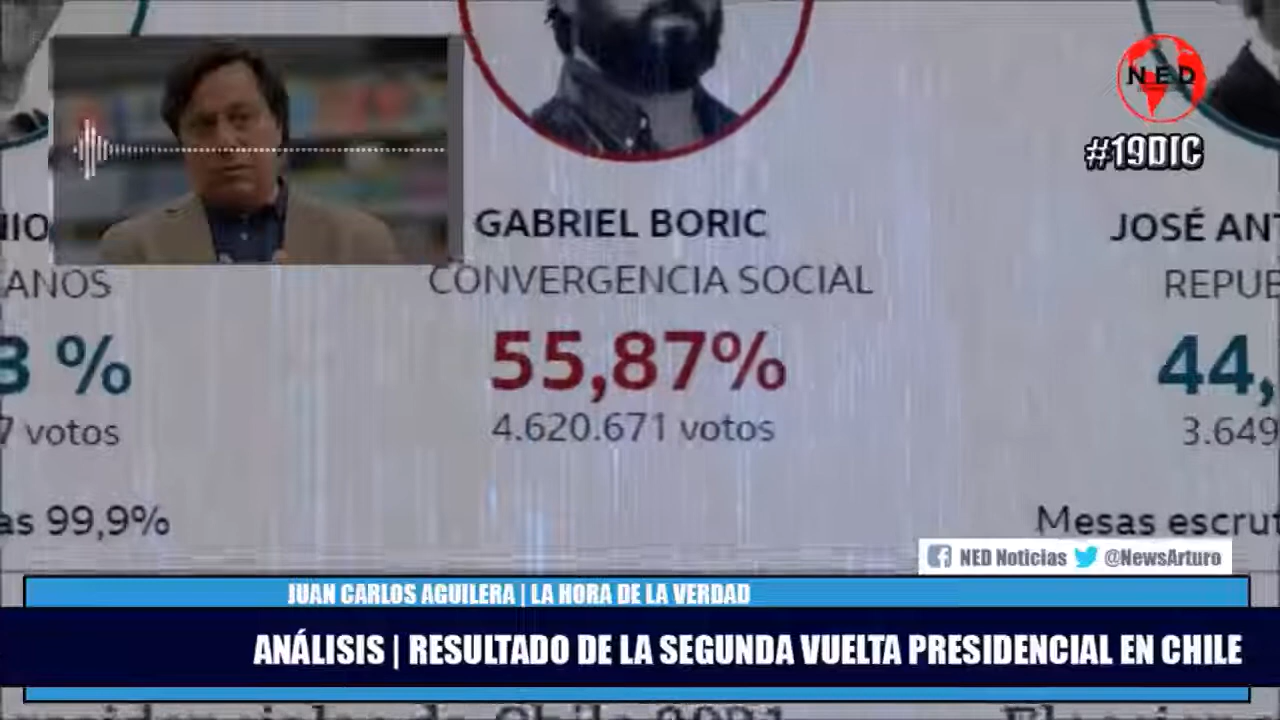 NED
#19DIC
GABRIEL BORIC
JOSÉ ANT
CONVERGENCIA SOCIAL
ANOS
REPUB
55,87%
3 %
44,
4.620.671 votos
7 votos
3.649
as 99,9%
Mesas escrut
NED Noticias @NewsArturo
JUAN CARLOS AGUILERA | LA HORA DE LA VERDAD
ANÁLISIS | RESULTADO DE LA SEGUNDA VUELTA PRESIDENCIAL EN CHILE